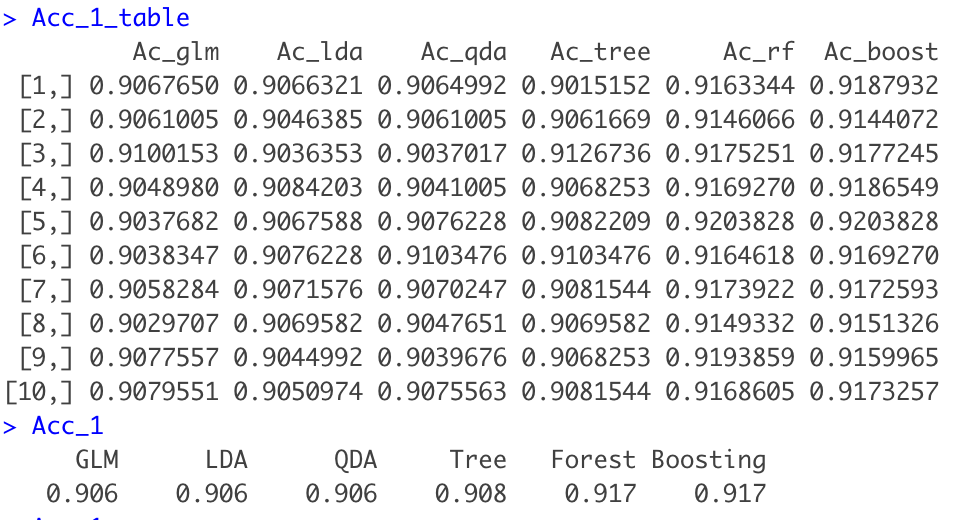 > Acc_1_table
Ac_glm Ac_lda Ac_qda Ac_tree Ac_rf Ac_boost
[1,] 0.9067650 0.9066321 0.9064992 0.9015152 0.9163344 0.9187932
[2,] 0.9061005 0.9046385 0.9061005 0.9061669 0.9146066 0.9144072
[3,] 0.9100153 0.9036353 0.9037017 0.9126736 0.9175251 0.9177245
[4,] 0.9048980 0.9084203 0.9041005 0.9068253 0.9169270 0.9186549
[5,] 0.9037682 0.9067588 0.9076228 0.9082209 0.9203828 0.9203828
[6,] 0.9038347 0.9076228 0.9103476 0.9103476 0.9164618 0.9169270
[7,] 0.9058284 0.9071576 0.9070247 0.9081544 0.9173922 0.9172593
[8,] 0.9029707 0.9069582 0.9047651 0.9069582 0.9149332 0.9151326
[9,] 0.9077557 0.9044992 0.9039676 0.9068253 0.9193859 0.9159965
[10,] 0.9079551 0.9050974 0.9075563 0.9081544 0.9168605 0.9173257
> Acc_1
GLM LDA QDA Tree Forest Boosting
0.906 0.906 0.906 0.908 0.917 0.917